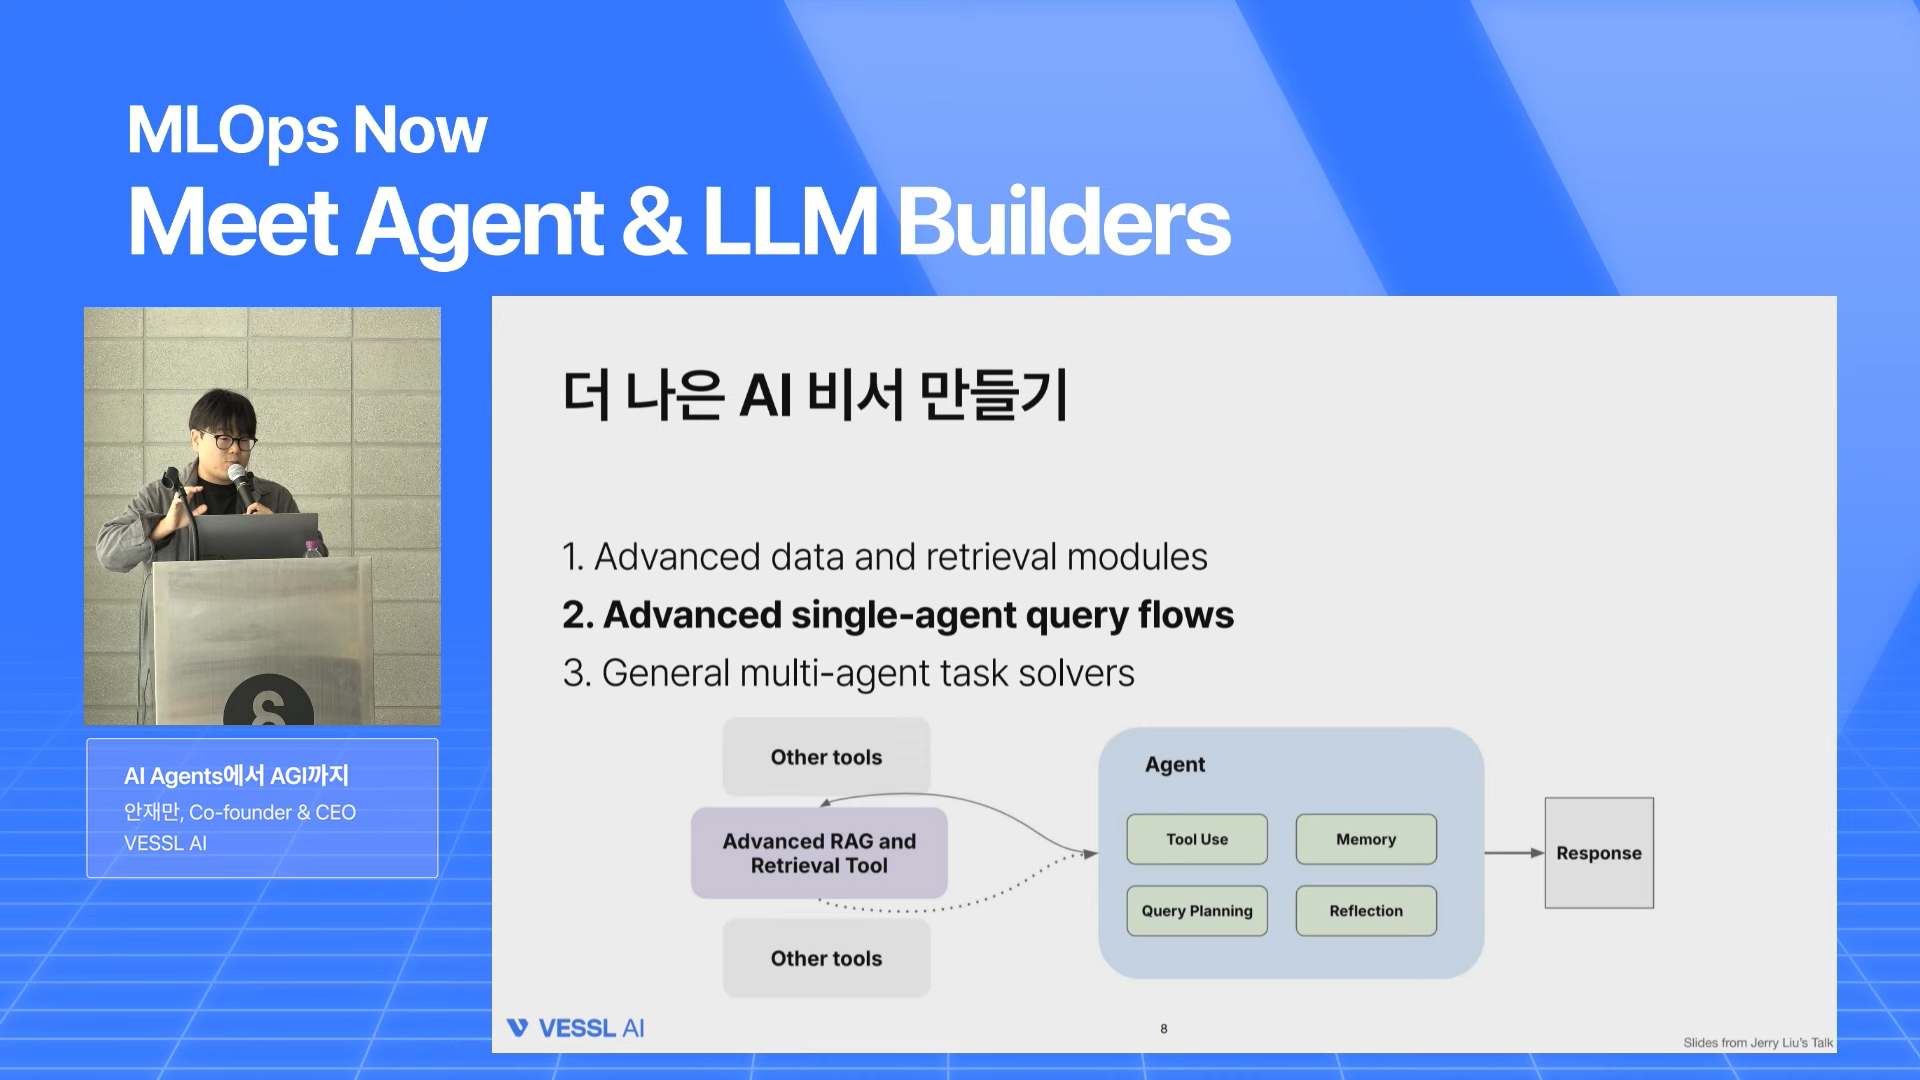 MLOps Now
Meet Agent & LLM Builders
더 나은 AI 비서 만들기
1. Advanced data and retrieval modules
2. Advanced single-agent query flows
3. General multi-agent task solvers
Other tools
Advanced RAG and
Retrieval Tool
Other tools
Agent
Tool Use
Memory
Query Planning
Reflection
Response
VESSL AI
8
Slides from Jerry Liu's Talk
AI Agents에서 AGI까지
안재만, Co-founder & CEO
VESSL AI